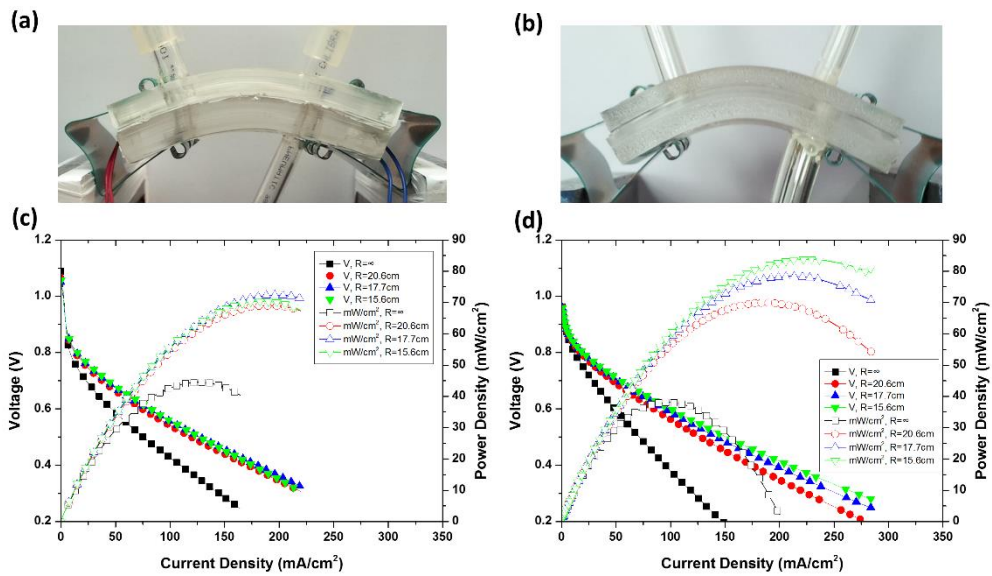 (a)
(b)
(c)
1.2
1.0
0.8
0.6
0.4
0.2
Voltage (V)
0 50 100 150 200 250 300 350
Current Density (mA/cm²)
90
80
70
60
50
40
30
20
10
0
Power Density (mW/cm²)
V, R=∞
V, R=20.6cm
V, R=17.7cm
V, R=15.6cm
mW/cm², R=∞
mW/cm², R=20.6cm
mW/cm², R=17.7cm
mW/cm², R=15.6cm
(d)
1.2
1.0
0.8
0.6
0.4
0.2
Voltage (V)
0 50 100 150 200 250 300 350
Current Density (mA/cm²)
90
80
70
60
50
40
30
20
10
0
Power Density (mW/cm²)
V, R=∞
V, R=20.6cm
V, R=17.7cm
V, R=15.6cm
mW/cm², R=∞
mW/cm², R=20.6cm
mW/cm², R=17.7cm
mW/cm², R=15.6cm